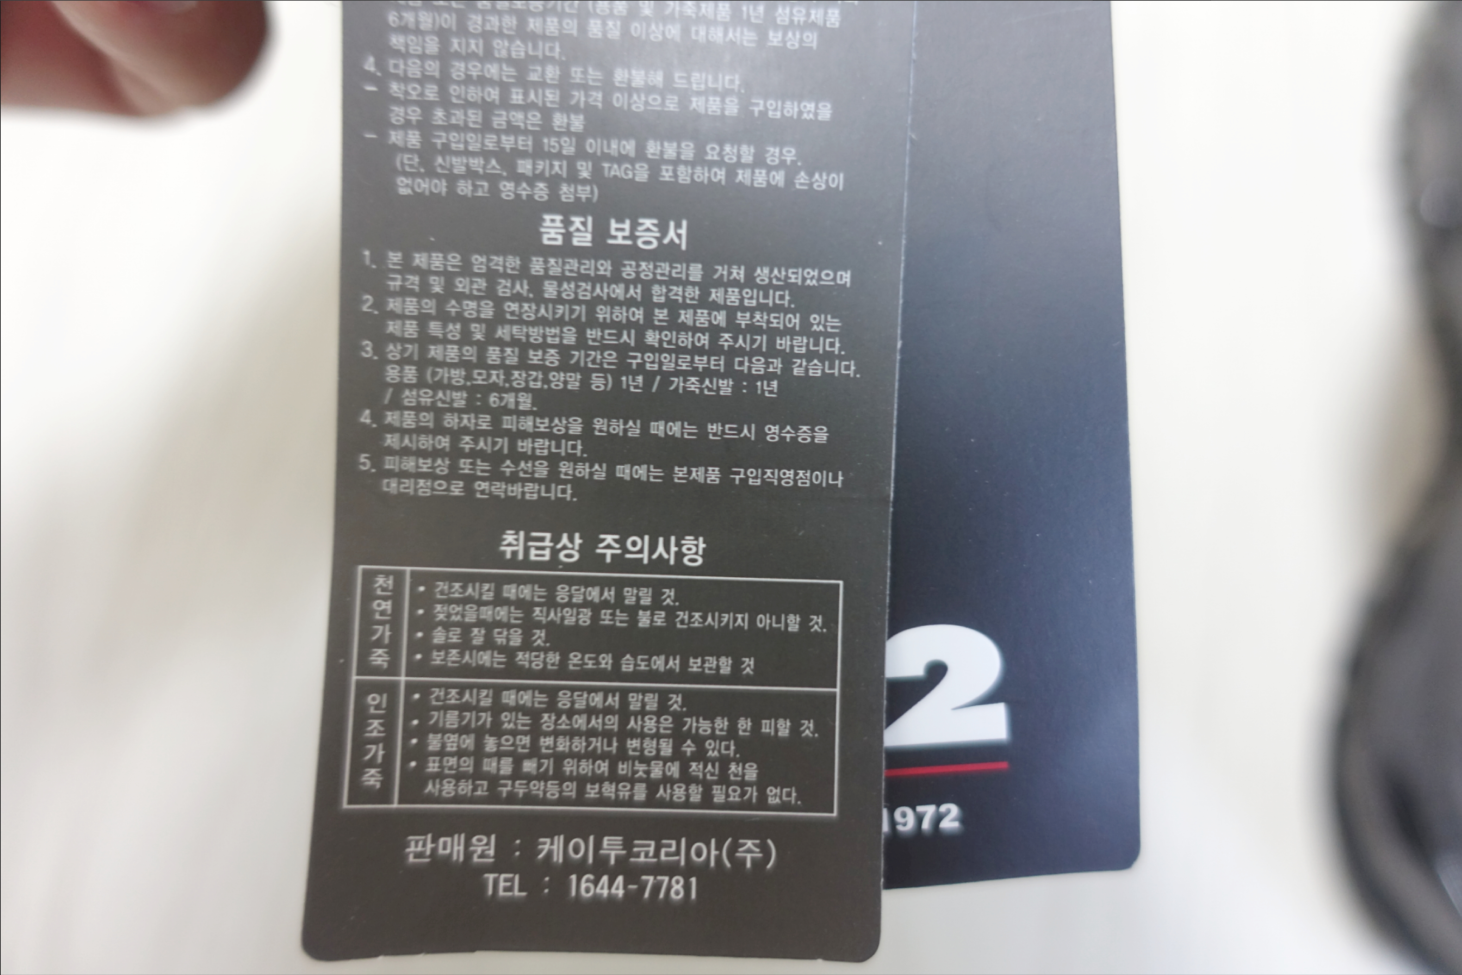 품질보증기간 (용품 및 가죽제품 1년 섬유제품
6개월)이 경과한 제품의 품질 이상에 대해서는 보상의
책임을 지지 않습니다.
4. 다음의 경우에는 교환 또는 환불해 드립니다.
- 착오로 인하여 표시된 가격 이상으로 제품을 구입하였을
경우 초과된 금액은 환불
- 제품 구입일로부터 15일 이내에 환불을 요청할 경우.
(단, 신발박스, 패키지 및 TAG을 포함하여 제품에 손상이
없어야 하고 영수증 첨부)
품질 보증서
1. 본 제품은 엄격한 품질관리와 공정관리를 거쳐 생산되었으며
규격 및 외관 검사, 물성검사에서 합격한 제품입니다.
2. 제품의 수명을 연장시키기 위하여 본 제품에 부착되어 있는
제품 특성 및 세탁방법을 반드시 확인하여 주시기 바랍니다.
3. 상기 제품의 품질 보증 기간은 구입일로부터 다음과 같습니다.
용품 (가방,모자,장갑,양말 등) 1년 / 가죽신발 : 1년
/ 섬유신발 : 6개월.
4. 제품의 하자로 피해보상을 원하실 때에는 반드시 영수증을
제시하여 주시기 바랍니다.
5. 피해보상 또는 수선을 원하실 때에는 본제품 구입직영점이나
대리점으로 연락바랍니다.
취급상 주의사항
천연가죽
• 건조시킬 때에는 응달에서 말릴 것.
• 젖었을때에는 직사일광 또는 불로 건조시키지 아니할 것.
• 솔로 잘 닦을 것.
• 보존시에는 적당한 온도와 습도에서 보관할 것
인조가죽
• 건조시킬 때에는 응달에서 말릴 것.
• 기름기가 있는 장소에서의 사용은 가능한 한 피할 것.
• 불옆에 놓으면 변화하거나 변형될 수 있다.
• 표면의 때를 빼기 위하여 비눗물에 적신 천을
사용하고 구두약등의 보혁유를 사용할 필요가 없다.
판매원 : 케이투코리아(주)
TEL : 1644-7781
2
1972